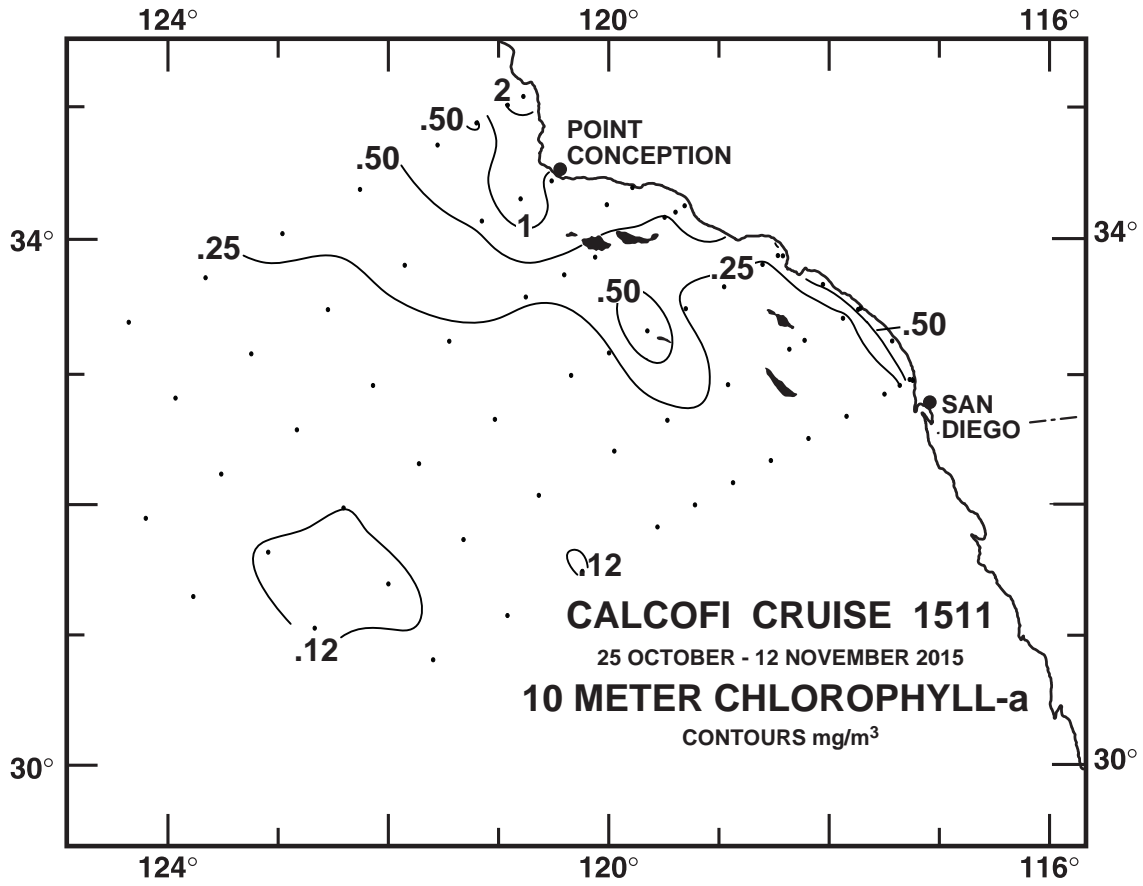 124° 120° 116°
2
.50
POINT
CONCEPTION
.50
1
34° 34°
.25
.25
.50
.50
SAN
DIEGO
.12
CALCOFI CRUISE 1511
.12
25 OCTOBER - 12 NOVEMBER 2015
10 METER CHLOROPHYLL-a
CONTOURS mg/m³
30° 30°
124° 120° 116°